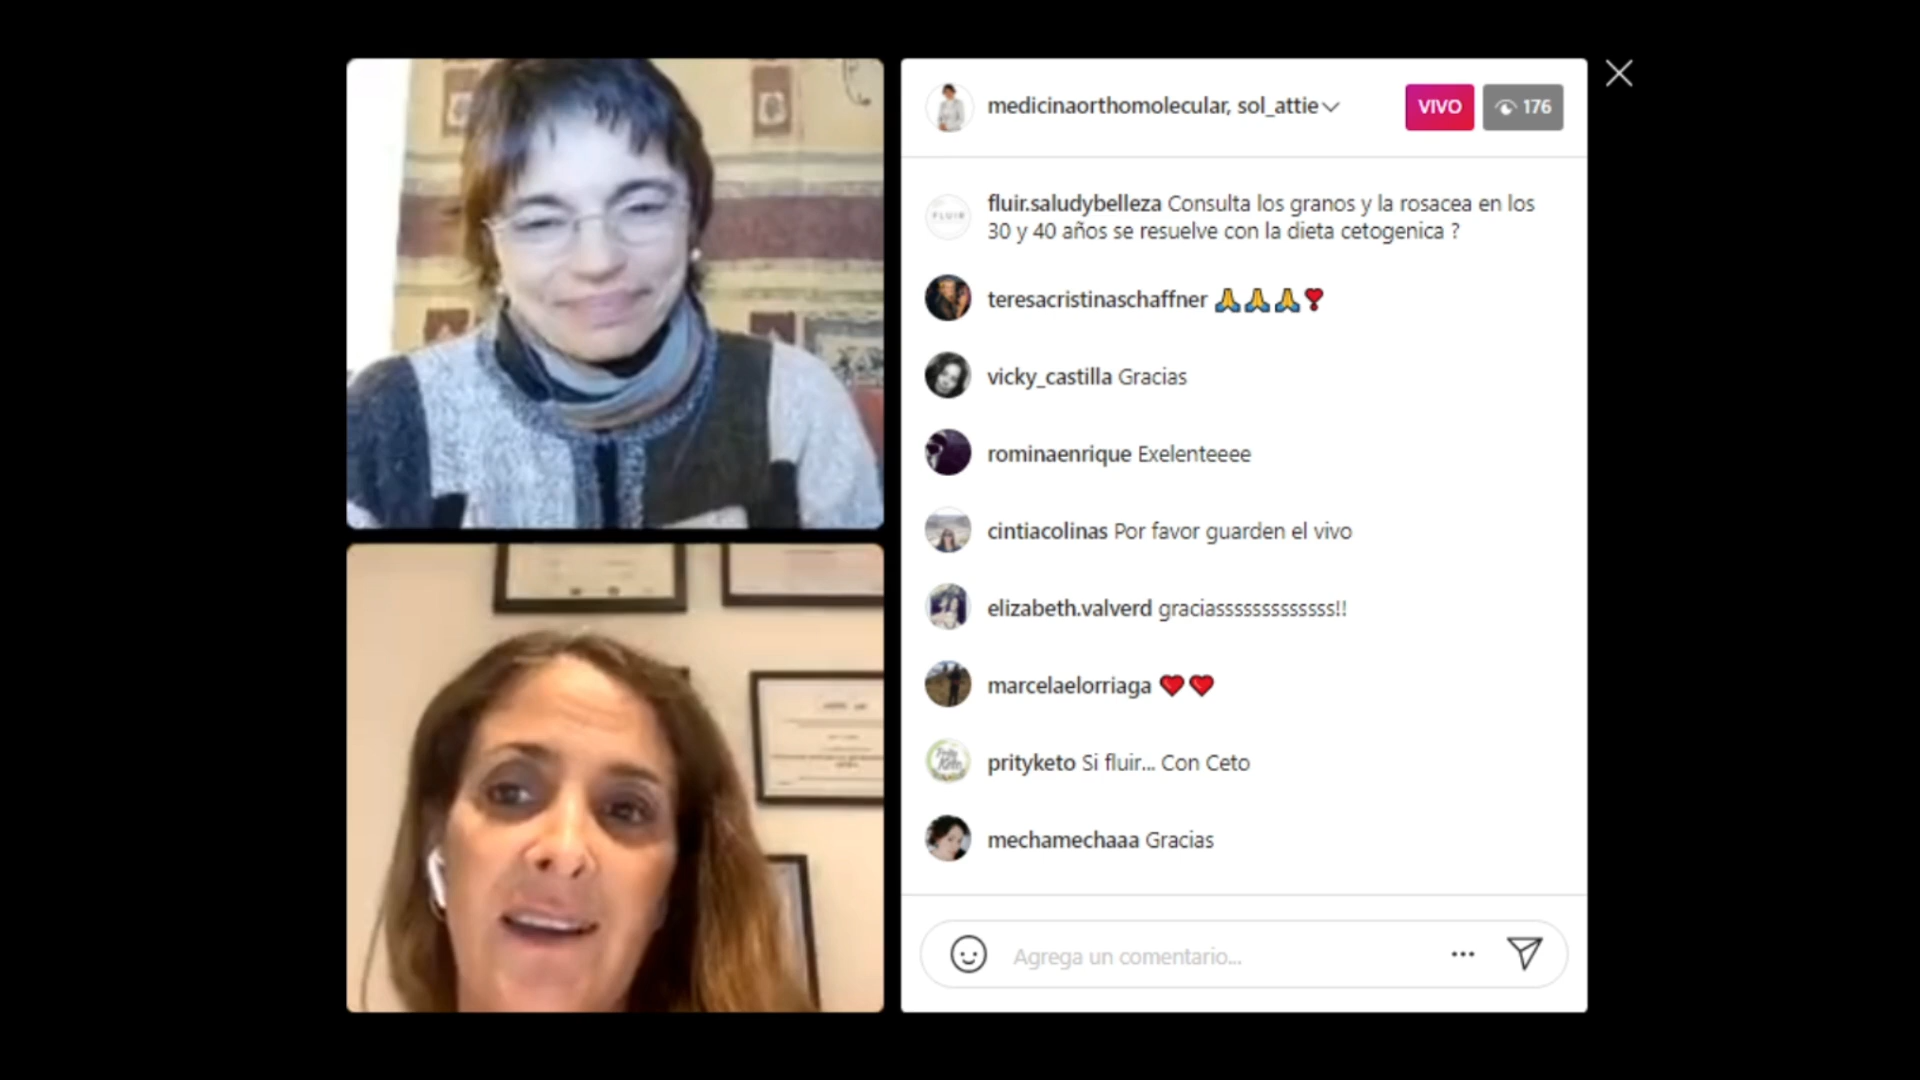 medicinaorthomolecular, sol_attie
VIVO
176
FLUIR
fluir.saludybelleza Consulta los granos y la rosacea en los
30 y 40 años se resuelve con la dieta cetogenica ?
teresacristinaschaffner 🙏🙏🙏❣️
vicky_castilla Gracias
rominaenrique Exelenteeee
cintiacolinas Por favor guarden el vivo
elizabeth.valverd graciassssssssssssss!!
marcelaelorriaga ❤️❤️
prityketo Si fluir... Con Ceto
mechamechaaa Gracias
Agrega un comentario...